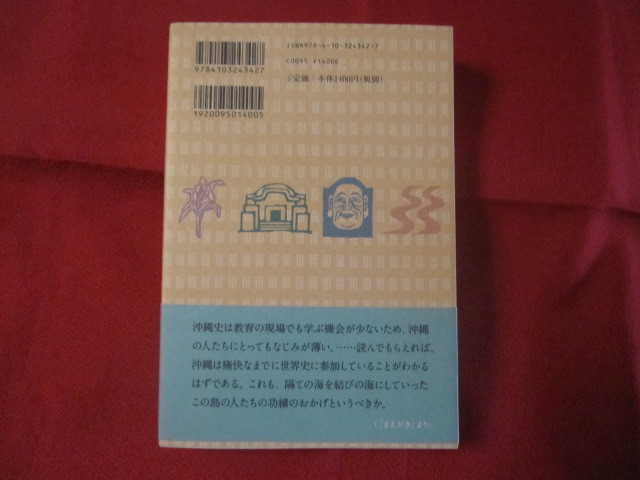 ISBN978-4-10-324342-7
C0095 ¥1400E
9784103243427
定価：本体1400円（税別）
1920095014005
沖縄史は教育の現場でも学ぶ機会が少ないため、沖縄
の人たちにとってもなじみが薄い。……読んでもらえれば、
沖縄は痛快なまでに世界史に参加していることがわかる
はずである。これも、隔ての海を結びの海にしていった
この島の人たちの功績のおかげというべきか。
（「まえがき」より）